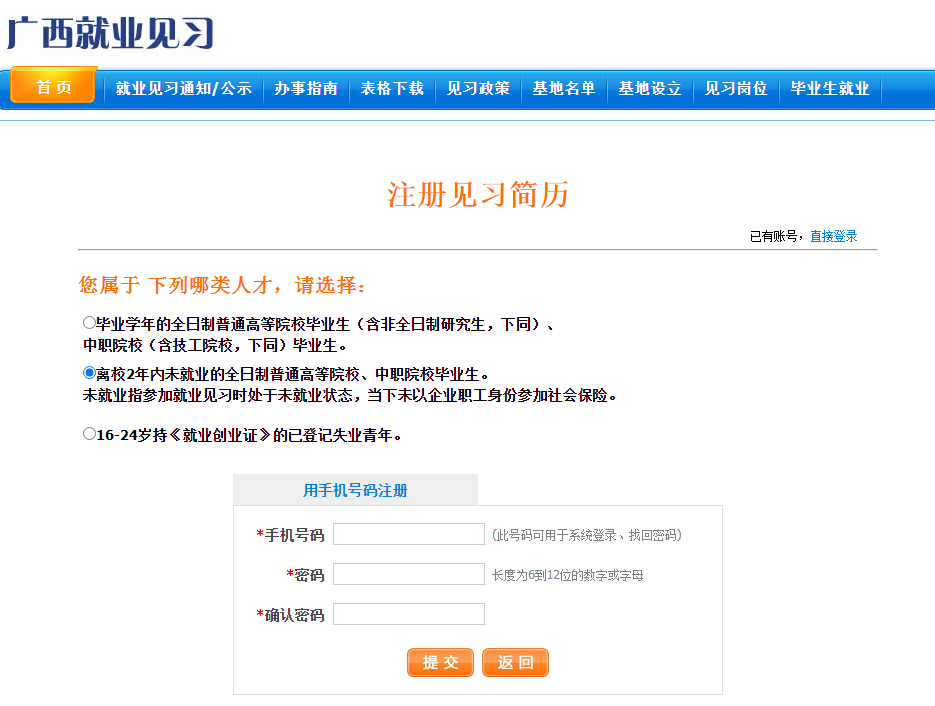 广西就业见习
首 页 就业见习通知/公示 办事指南 表格下载 见习政策 基地名单 基地设立 见习岗位 毕业生就业
注册见习简历
已有账号，直接登录
您属于 下列哪类人才，请选择：
毕业学年的全日制普通高等院校毕业生（含非全日制研究生，下同）、
中职院校（含技工院校，下同）毕业生。
离校2年内未就业的全日制普通高等院校、中职院校毕业生。
未就业指参加就业见习时处于未就业状态，当下未以企业职工身份参加社会保险。
16-24岁持《就业创业证》的已登记失业青年。
用手机号码注册
*手机号码 （此号码可用于系统登录、找回密码）
*密码 长度为6到12位的数字或字母
*确认密码
提 交 返 回